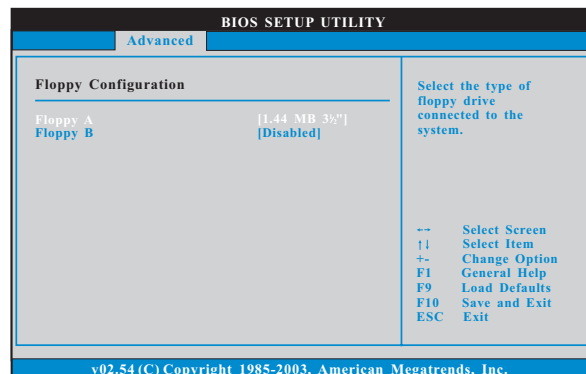 BIOS SETUP UTILITY
Advanced
Floppy Configuration
Floppy A [1.44 MB 3½"]
Floppy B [Disabled]
Select the type of
floppy drive
connected to the
system.
←→ Select Screen
↑↓ Select Item
+- Change Option
F1 General Help
F9 Load Defaults
F10 Save and Exit
ESC Exit
v02.54 (C) Copyright 1985-2003, American Megatrends, Inc.